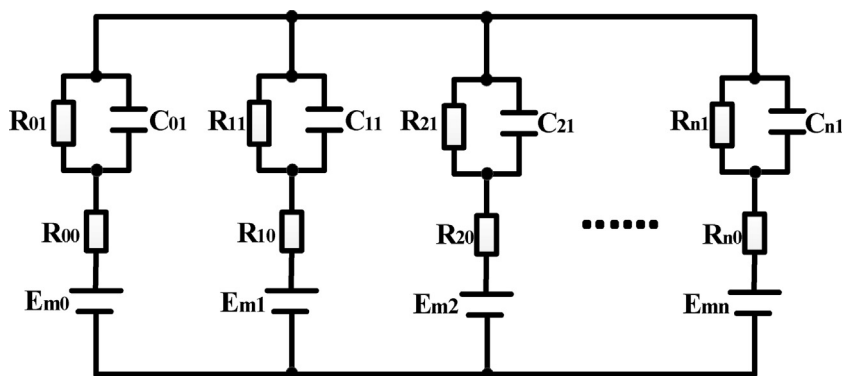 R01 C01 R11 C11 R21 C21 Rn1 Cn1
R00 R10 R20 ...... Rn0
Em0 Em1 Em2 Emn